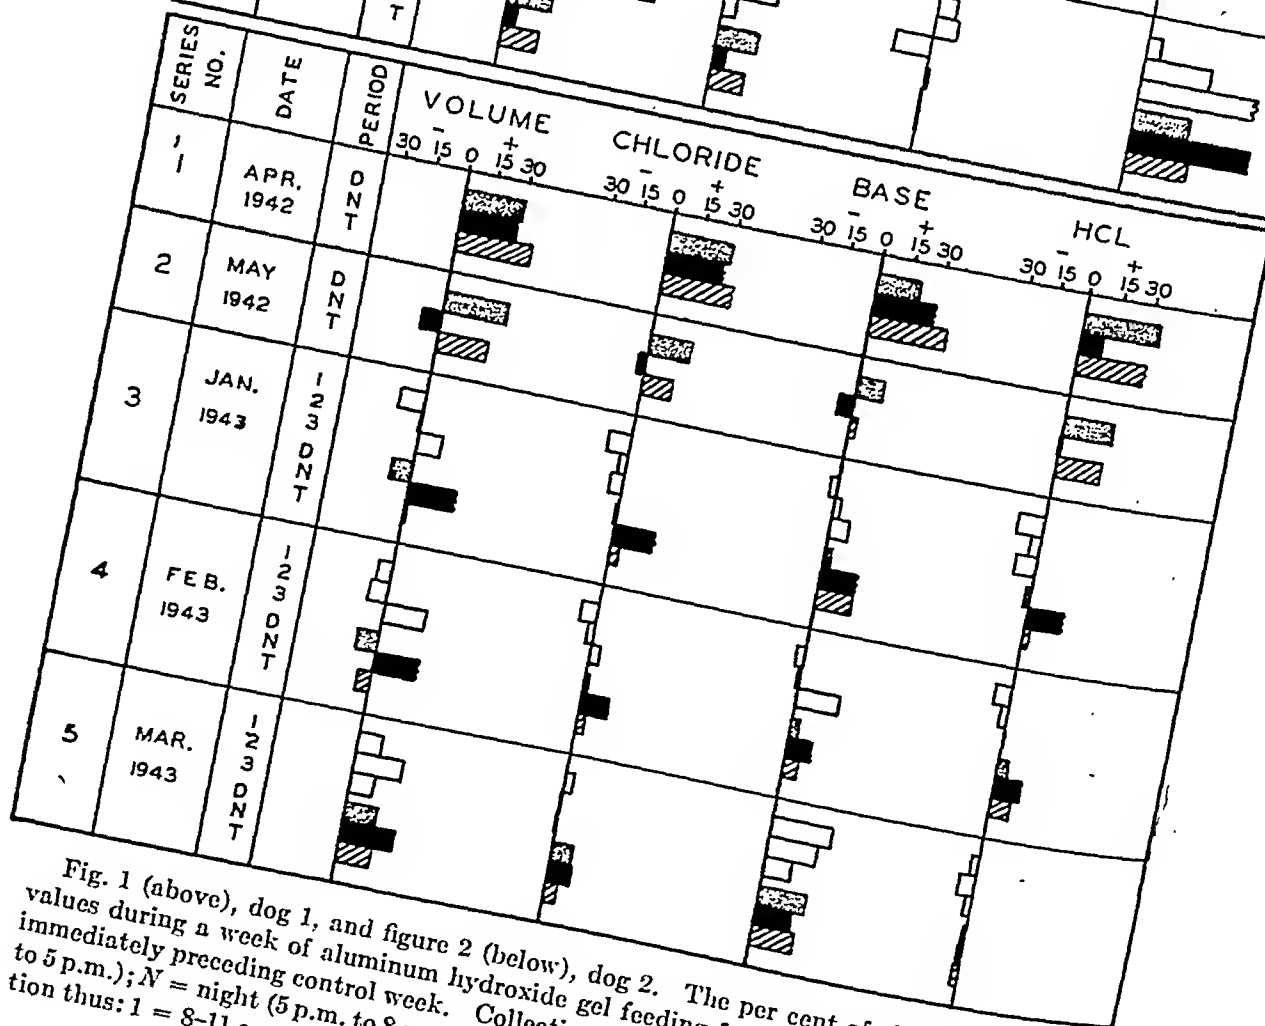 T
SERIES NO.
DATE
PERIOD
VOLUME
30 - 15 0 + 15 30
CHLORIDE
30 - 15 0 + 15 30
BASE
30 - 15 0 + 15 30
HCL
30 - 15 0 + 15 30
1
APR.
1942
D
N
T
2
MAY
1942
D
N
T
3
JAN.
1943
1
2
3
D
N
T
4
FEB.
1943
1
2
3
D
N
T
5
MAR.
1943
1
2
3
D
N
T
Fig. 1 (above), dog 1, and figure 2 (below), dog 2. The per cent of
values during a week of aluminum hydroxide gel feeding
immediately preceding control week. Collecti
to 5 p.m.); N = night (5 p.m. to 8
tion thus: 1 = 8–11